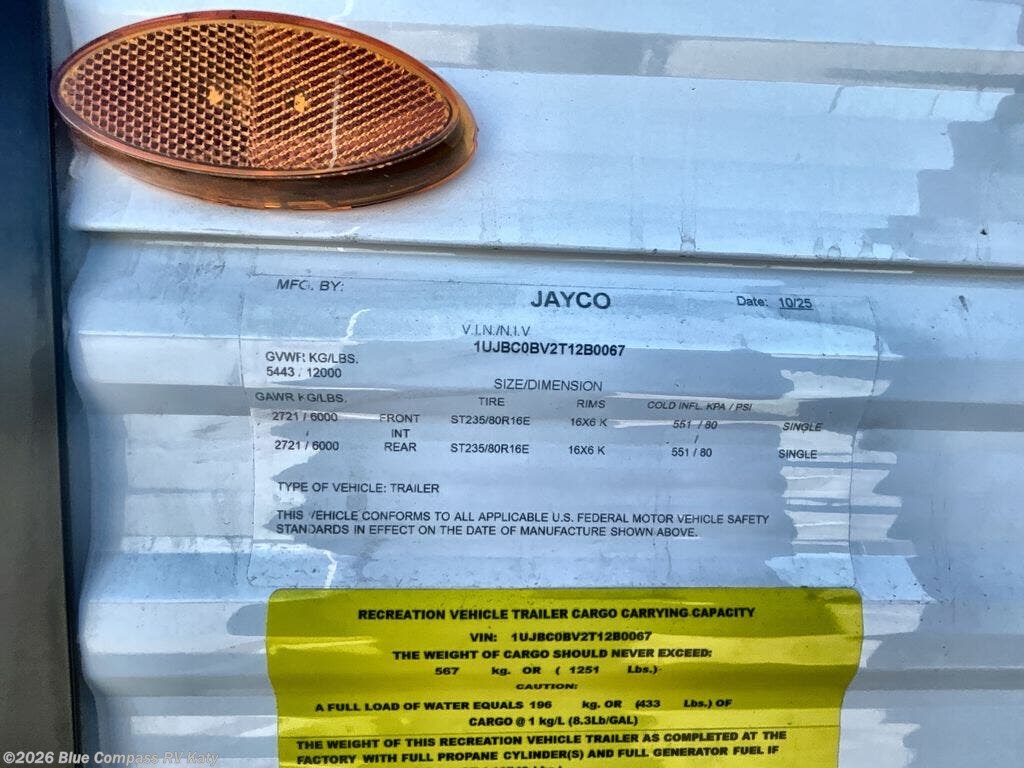 MFG. BY:
JAYCO
Date: 10/25
V.I.N./N.I.V
1UJBC0BV2T12B0067
GVWR KG/LBS.
5443 / 12000
SIZE/DIMENSION
GAWR KG/LBS. TIRE RIMS COLD INFL. KPA / PSI
2721 / 6000 FRONT ST235/80R16E 16X6 K 551 / 80 SINGLE
/ INT /
2721 / 6000 REAR ST235/80R16E 16X6 K 551 / 80 SINGLE
TYPE OF VEHICLE: TRAILER
THIS VEHICLE CONFORMS TO ALL APPLICABLE U.S. FEDERAL MOTOR VEHICLE SAFETY
STANDARDS IN EFFECT ON THE DATE OF MANUFACTURE SHOWN ABOVE.
RECREATION VEHICLE TRAILER CARGO CARRYING CAPACITY
VIN: 1UJBC0BV2T12B0067
THE WEIGHT OF CARGO SHOULD NEVER EXCEED:
567 kg. OR ( 1251 Lbs.)
CAUTION:
A FULL LOAD OF WATER EQUALS 196 kg. OR (433 Lbs.) OF
CARGO @ 1 kg/L (8.3Lb/GAL)
THE WEIGHT OF THIS RECREATION VEHICLE TRAILER AS COMPLETED AT THE
FACTORY WITH FULL PROPANE CYLINDER(S) AND FULL GENERATOR FUEL IF
©2026 Blue Compass RV Katy